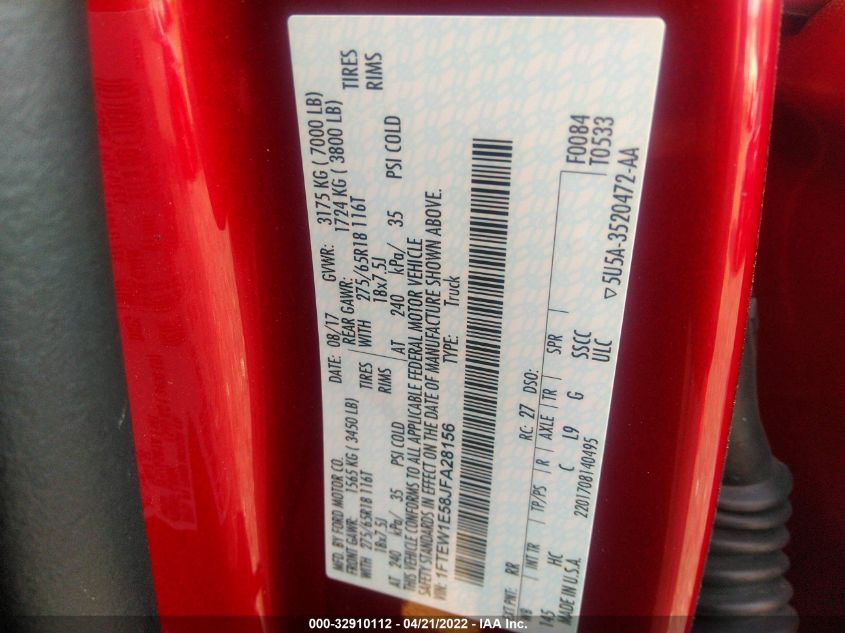 MFD. BY FORD MOTOR CO.
DATE: 08/17 GVWR: 3175 KG ( 7000 LB)
FRONT GAWR: 1565 KG ( 3450 LB) REAR GAWR: 1724 KG ( 3800 LB)
WITH 275/65R18 116T TIRES WITH 275/65R18 116T TIRES
18x7.5J RIMS 18x7.5J RIMS
AT 240 kPa/ 35 PSI COLD AT 240 kPa/ 35 PSI COLD
THIS VEHICLE CONFORMS TO ALL APPLICABLE FEDERAL MOTOR VEHICLE
SAFETY STANDARDS IN EFFECT ON THE DATE OF MANUFACTURE SHOWN ABOVE.
VIN: 1FTEW1E58JFA28156 TYPE: Truck
EXT PNT: RR RC: 27 DSO: F0084
WB INT TR TP/PS R AXLE TR SPR T0533
145 HC C L9 G SSCC
MADE IN U.S.A. 2201708140495 ULC ▽5U5A-3520472-AA
000-32910112 - 04/21/2022 - IAA Inc.